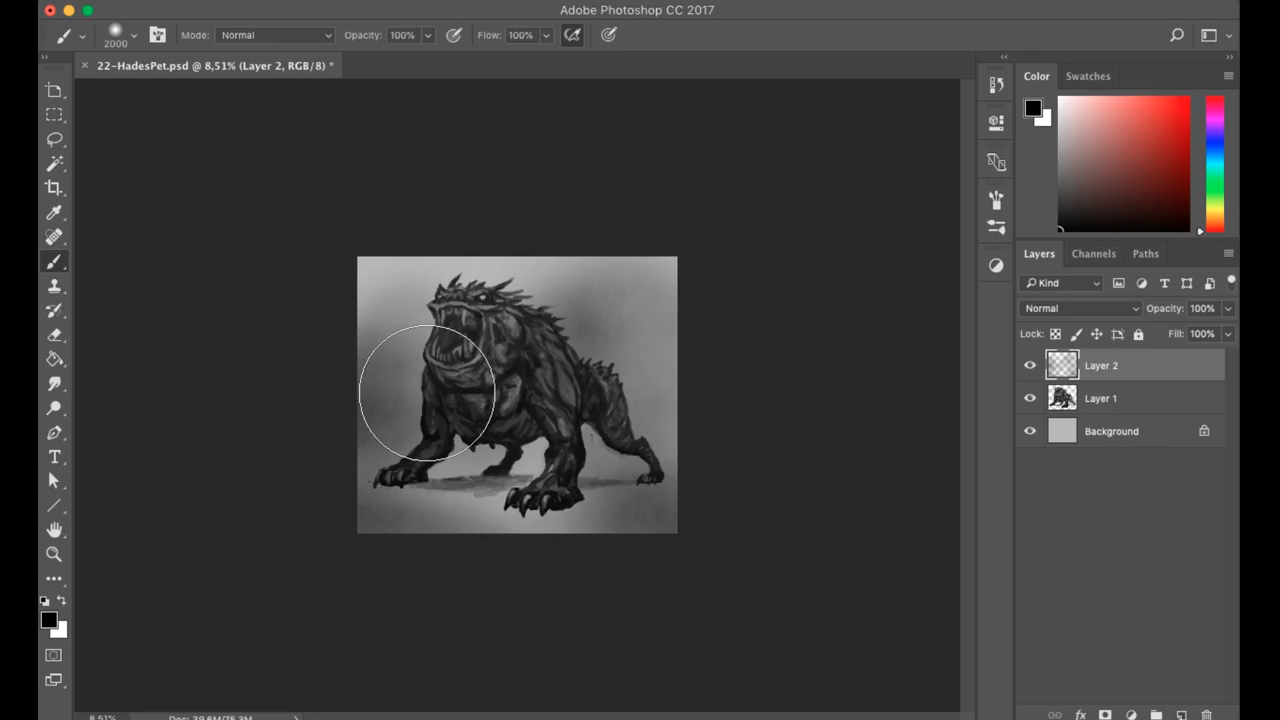 Adobe Photoshop CC 2017
2000 Mode: Normal Opacity: 100% Flow: 100%
× 22-HadesPet.psd @ 8,51% (Layer 2, RGB/8) *
Color Swatches
Layers Channels Paths
Kind
Normal Opacity: 100%
Lock: Fill: 100%
Layer 2
Layer 1
Background
8,51% Doc: 39,6M/75,3M